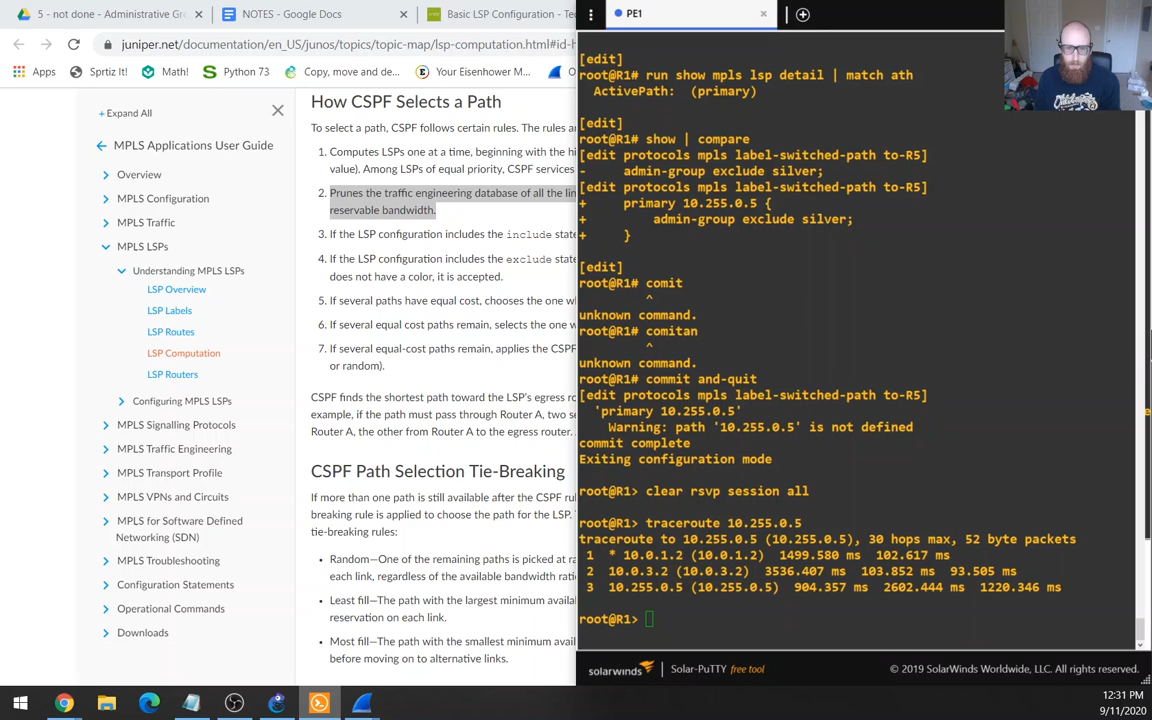 5 - not done - Administrative Gr
NOTES - Google Docs
Basic LSP Configuration - Te
PE1
juniper.net/documentation/en_US/junos/topics/topic-map/lsp-computation.html#id-h
Apps
Sprtiz It!
Math!
Python 73
Copy, move and de...
Your Eisenhower M...
+ Expand All
MPLS Applications User Guide
Overview
MPLS Configuration
MPLS Traffic
MPLS LSPs
Understanding MPLS LSPs
LSP Overview
LSP Labels
LSP Routes
LSP Computation
LSP Routers
Configuring MPLS LSPs
MPLS Signalling Protocols
MPLS Traffic Engineering
MPLS Transport Profile
MPLS VPNs and Circuits
MPLS for Software Defined
Networking (SDN)
MPLS Troubleshooting
Configuration Statements
Operational Commands
Downloads
How CSPF Selects a Path
To select a path, CSPF follows certain rules. The rules a
1. Computes LSPs one at a time, beginning with the hi
value). Among LSPs of equal priority, CSPF services
2. Prunes the traffic engineering database of all the lin
reservable bandwidth.
3. If the LSP configuration includes the include state
4. If the LSP configuration includes the exclude state
does not have a color, it is accepted.
5. If several paths have equal cost, chooses the one w
6. If several equal cost paths remain, selects the one w
7. If several equal-cost paths remain, applies the CSPF
or random).
CSPF finds the shortest path toward the LSP's egress ro
example, if the path must pass through Router A, two se
Router A, the other from Router A to the egress router.
CSPF Path Selection Tie-Breaking
If more than one path is still available after the CSPF ru
breaking rule is applied to choose the path for the LSP.
tie-breaking rules:
• Random—One of the remaining paths is picked at ra
each link, regardless of the available bandwidth rati
• Least fill—The path with the largest minimum availa
reservation on each link.
• Most fill—The path with the smallest minimum avai
before moving on to alternative links.
[edit]
root@R1# run show mpls lsp detail | match ath
ActivePath:  (primary)
[edit]
root@R1# show | compare
[edit protocols mpls label-switched-path to-R5]
-     admin-group exclude silver;
[edit protocols mpls label-switched-path to-R5]
+     primary 10.255.0.5 {
+         admin-group exclude silver;
+     }
[edit]
root@R1# comit
^
unknown command.
root@R1# comitan
^
unknown command.
root@R1# commit and-quit
[edit protocols mpls label-switched-path to-R5]
'primary 10.255.0.5'
Warning: path '10.255.0.5' is not defined
commit complete
Exiting configuration mode
root@R1> clear rsvp session all
root@R1> traceroute 10.255.0.5
traceroute to 10.255.0.5 (10.255.0.5), 30 hops max, 52 byte packets
1  * 10.0.1.2 (10.0.1.2)  1499.580 ms  102.617 ms
2  10.0.3.2 (10.0.3.2)  3536.407 ms  103.852 ms  93.505 ms
3  10.255.0.5 (10.255.0.5)  904.357 ms  2602.444 ms  1220.346 ms
root@R1>
solarwinds
Solar-PuTTY free tool
© 2019 SolarWinds Worldwide, LLC. All rights reserved.
12:31 PM
9/11/2020